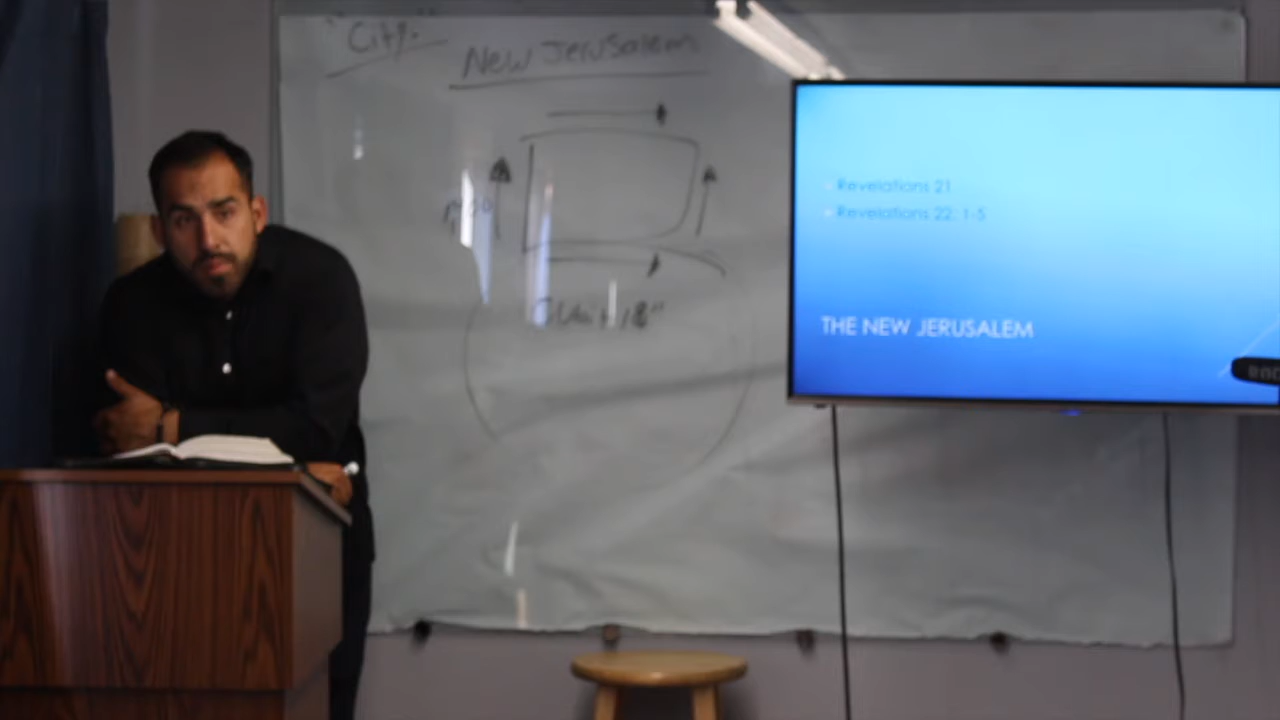 "City."
New Jerusalem
Revelations 21
Revelations 22: 1-5
THE NEW JERUSALEM